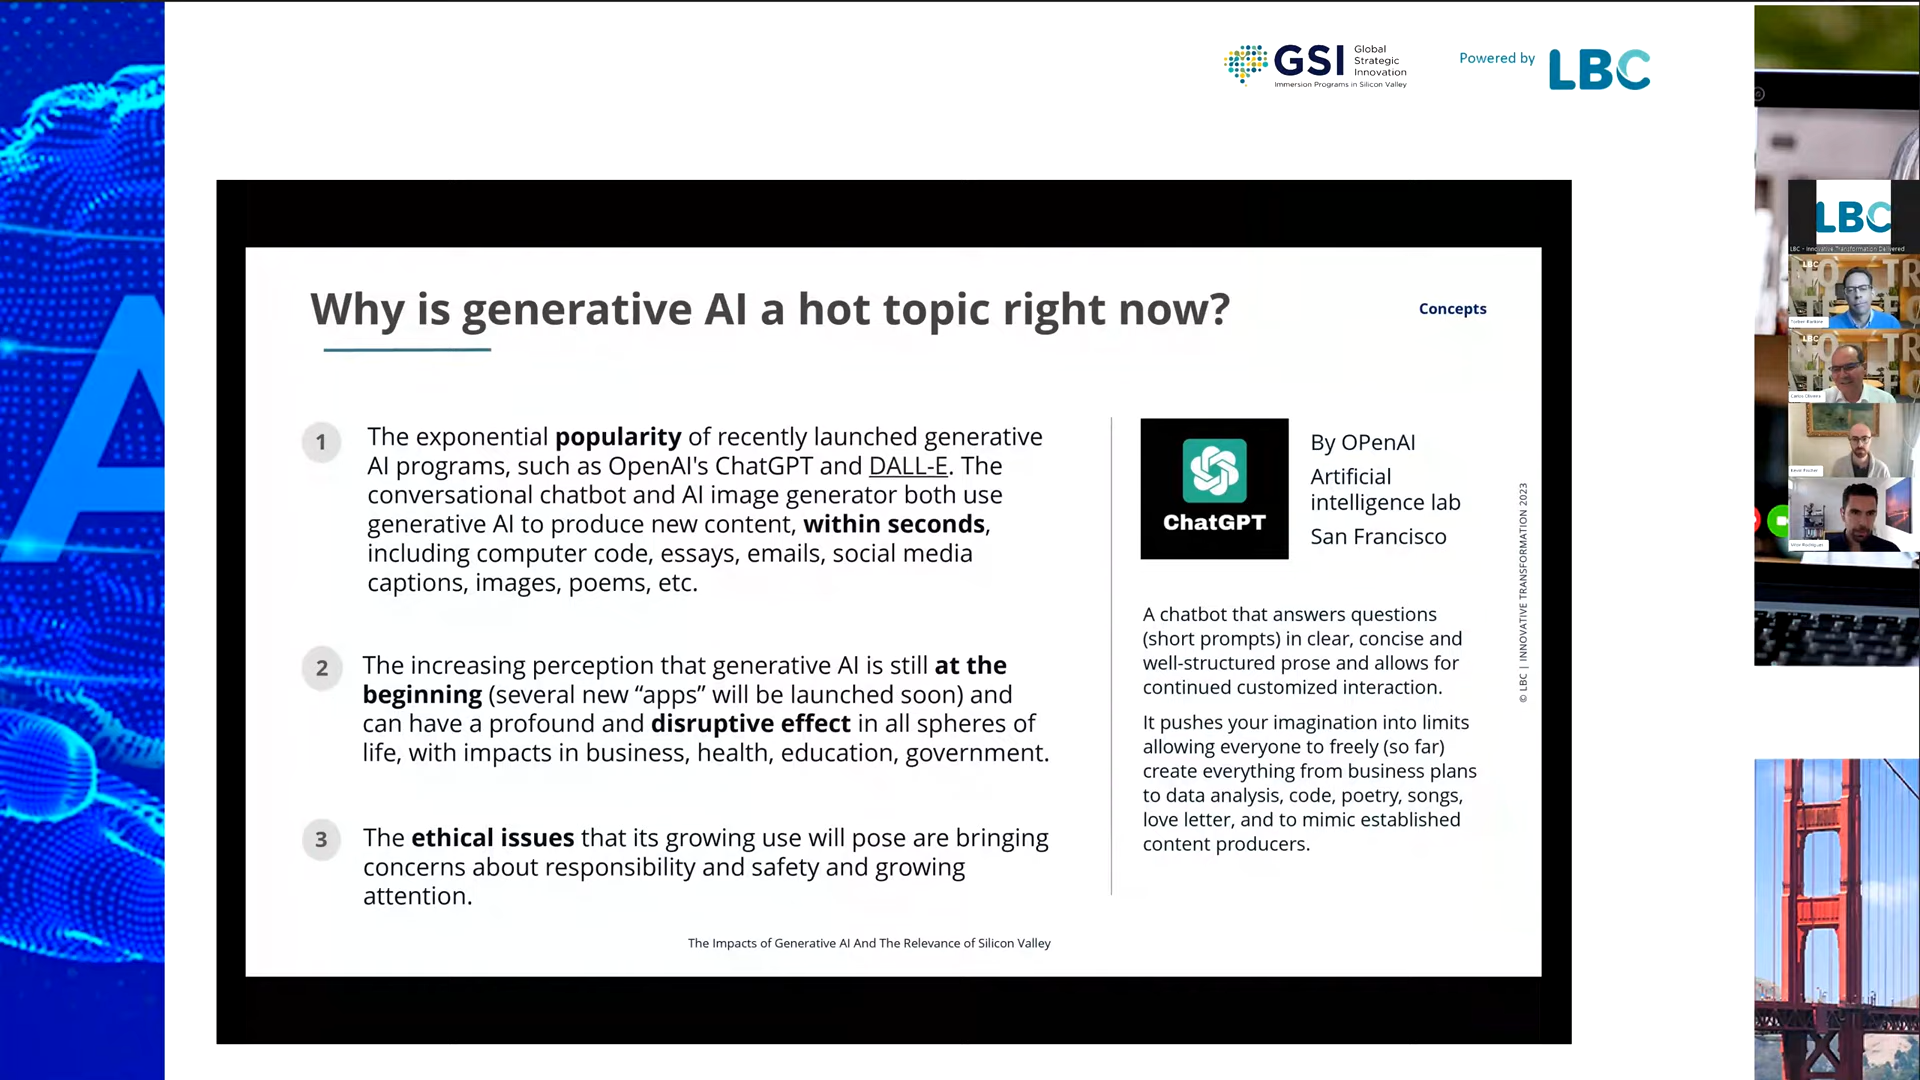 GSI
Global
Strategic
Innovation
Immersion Programs in Silicon Valley
Powered by
LBC
A
Why is generative AI a hot topic right now?
Concepts
1
The exponential popularity of recently launched generative
AI programs, such as OpenAI's ChatGPT and DALL-E. The
conversational chatbot and AI image generator both use
generative AI to produce new content, within seconds,
including computer code, essays, emails, social media
captions, images, poems, etc.
2
The increasing perception that generative AI is still at the
beginning (several new “apps” will be launched soon) and
can have a profound and disruptive effect in all spheres of
life, with impacts in business, health, education, government.
3
The ethical issues that its growing use will pose are bringing
concerns about responsibility and safety and growing
attention.
ChatGPT
By OPenAI
Artificial
intelligence lab
San Francisco
A chatbot that answers questions
(short prompts) in clear, concise and
well-structured prose and allows for
continued customized interaction.
It pushes your imagination into limits
allowing everyone to freely (so far)
create everything from business plans
to data analysis, code, poetry, songs,
love letter, and to mimic established
content producers.
© LBC | INNOVATIVE TRANSFORMATION 2023
The Impacts of Generative AI And The Relevance of Silicon Valley
LBC
LBC - Innovative Transformation Delivered
LBC
LBC